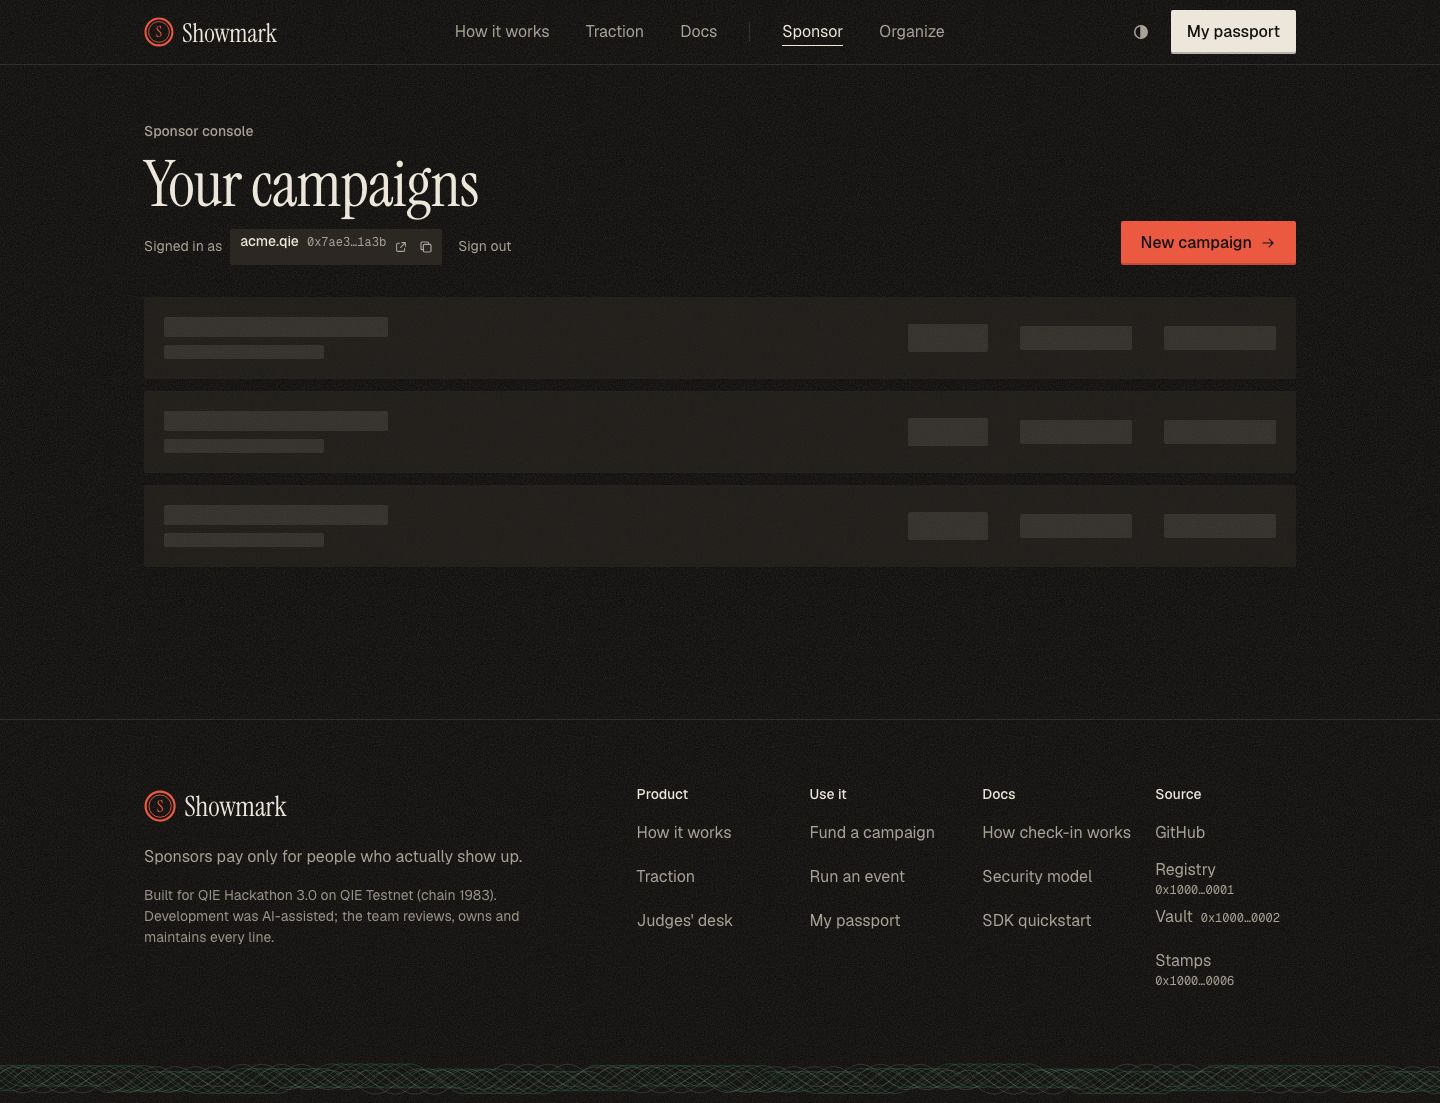 S Showmark
How it works
Traction
Docs
Sponsor
Organize
My passport
Sponsor console
Your campaigns
Signed in as acme.qie 0x7ae3…1a3b Sign out
New campaign →
S Showmark
Sponsors pay only for people who actually show up.
Built for QIE Hackathon 3.0 on QIE Testnet (chain 1983).
Development was AI-assisted; the team reviews, owns and
maintains every line.
Product
How it works
Traction
Judges' desk
Use it
Fund a campaign
Run an event
My passport
Docs
How check-in works
Security model
SDK quickstart
Source
GitHub
Registry
0x1000…0001
Vault 0x1000…0002
Stamps
0x1000…0006